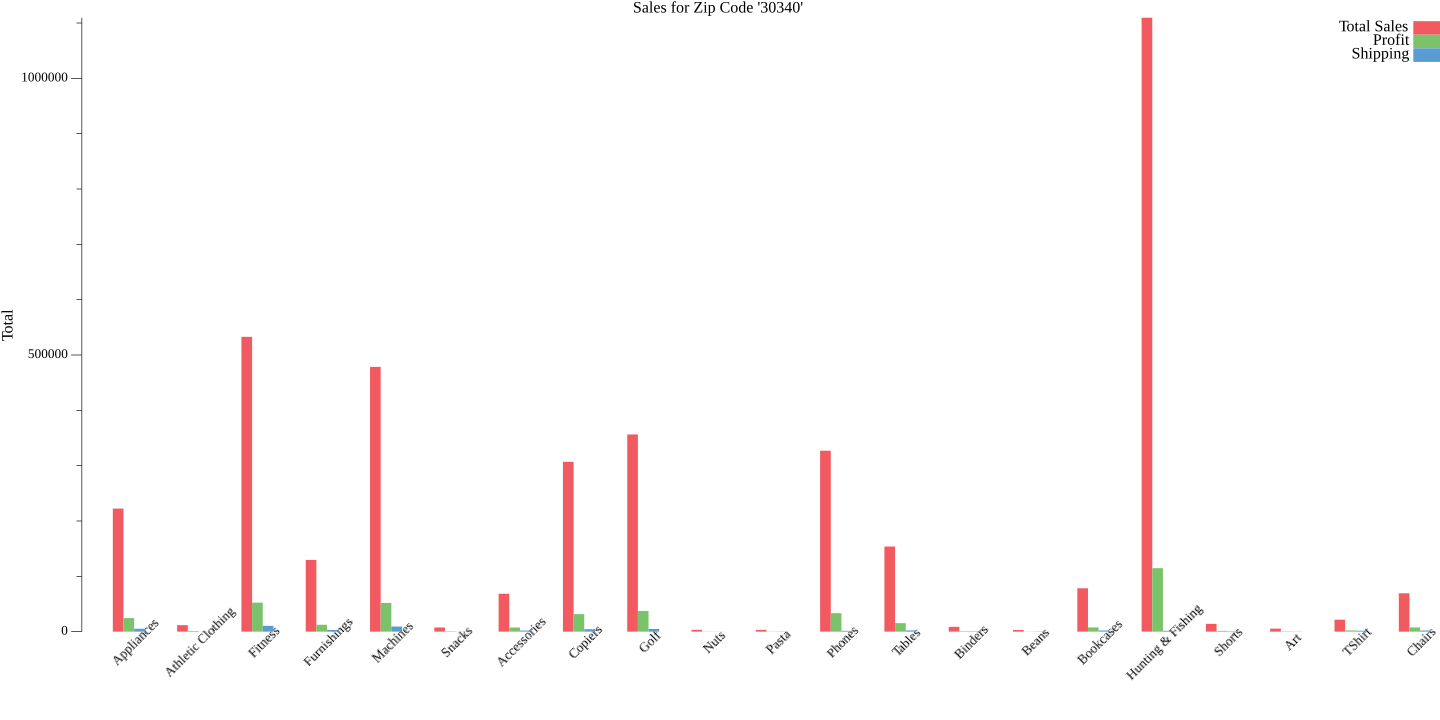 Sales for Zip Code '30340'
Total Sales
Profit
Shipping
1000000
500000
0
Total
Appliances
Athletic Clothing
Fitness
Furnishings
Machines
Snacks
Accessories
Copiers
Golf
Nuts
Pasta
Phones
Tables
Binders
Beans
Bookcases
Hunting & Fishing
Shorts
Art
TShirt
Chairs